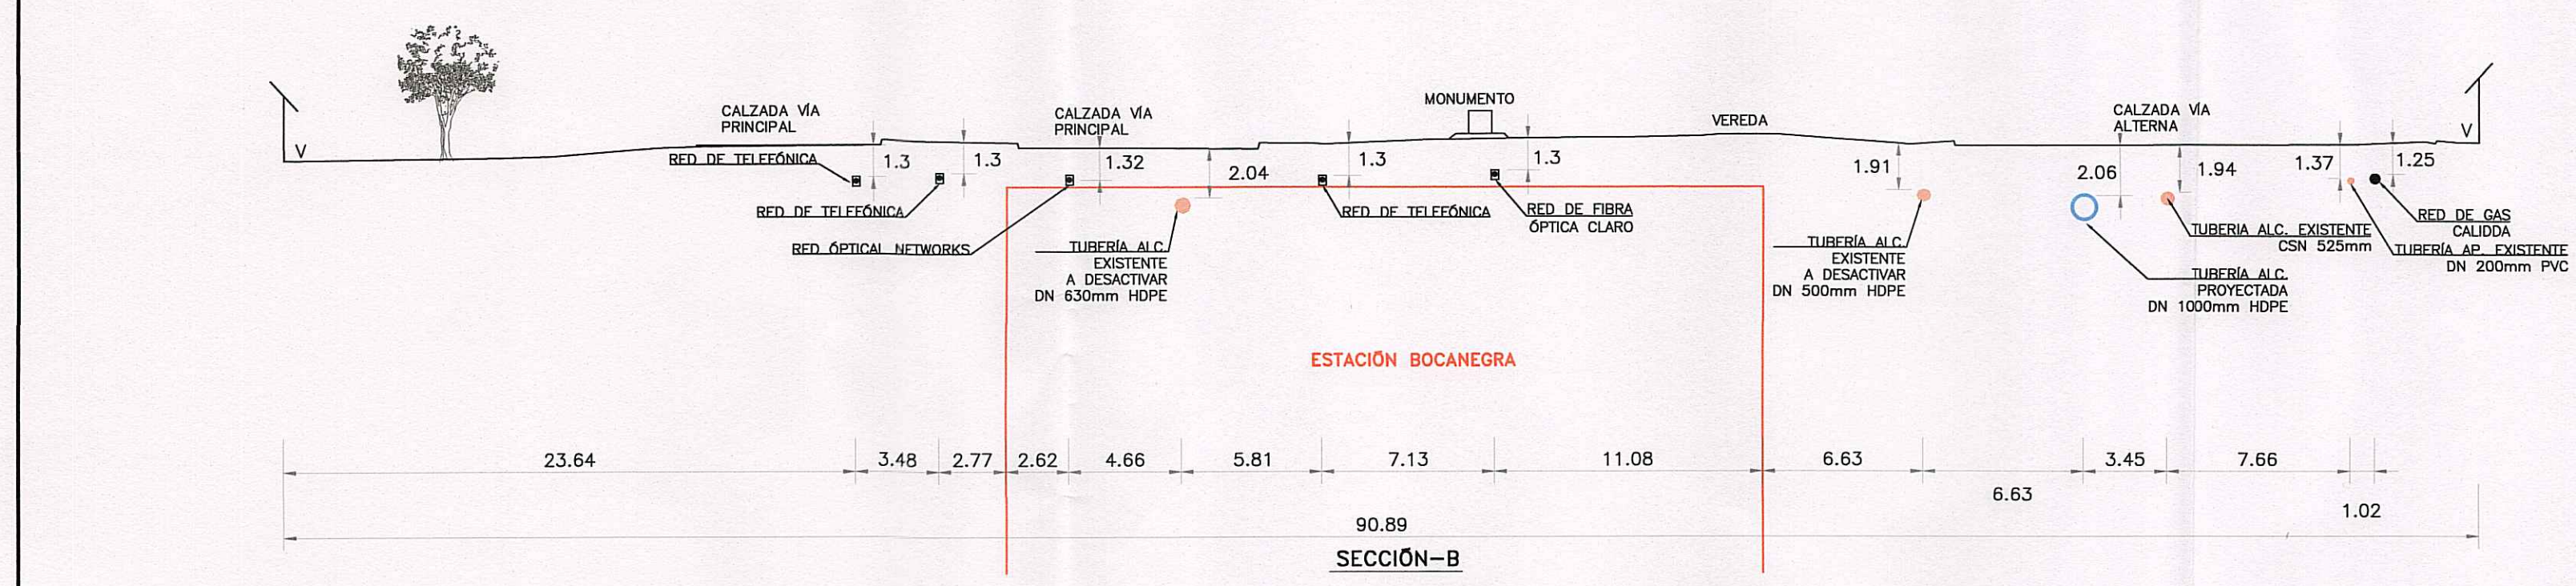 MONUMENTO
CALZADA VÍA
PRINCIPAL
CALZADA VÍA
PRINCIPAL
VEREDA
CALZADA VÍA
ALTERNA
V
V
RED DE TELEFÓNICA
1.3
1.3
1.32
2.04
1.3
1.3
1.91
2.06
1.94
1.37
1.25
RED DE TELEFÓNICA
RED ÓPTICAL NETWORKS
TUBERÍA ALC.
EXISTENTE
A DESACTIVAR
DN 630mm HDPE
RED DE TELEFÓNICA
RED DE FIBRA
ÓPTICA CLARO
TUBERÍA ALC.
EXISTENTE
A DESACTIVAR
DN 500mm HDPE
RED DE GAS
CALIDDA
TUBERIA ALC. EXISTENTE
CSN 525mm
TUBERÍA AP. EXISTENTE
DN 200mm PVC
TUBERÍA ALC.
PROYECTADA
DN 1000mm HDPE
ESTACIÓN BOCANEGRA
23.64
3.48
2.77
2.62
4.66
5.81
7.13
11.08
6.63
6.63
3.45
7.66
1.02
90.89
SECCIÓN-B